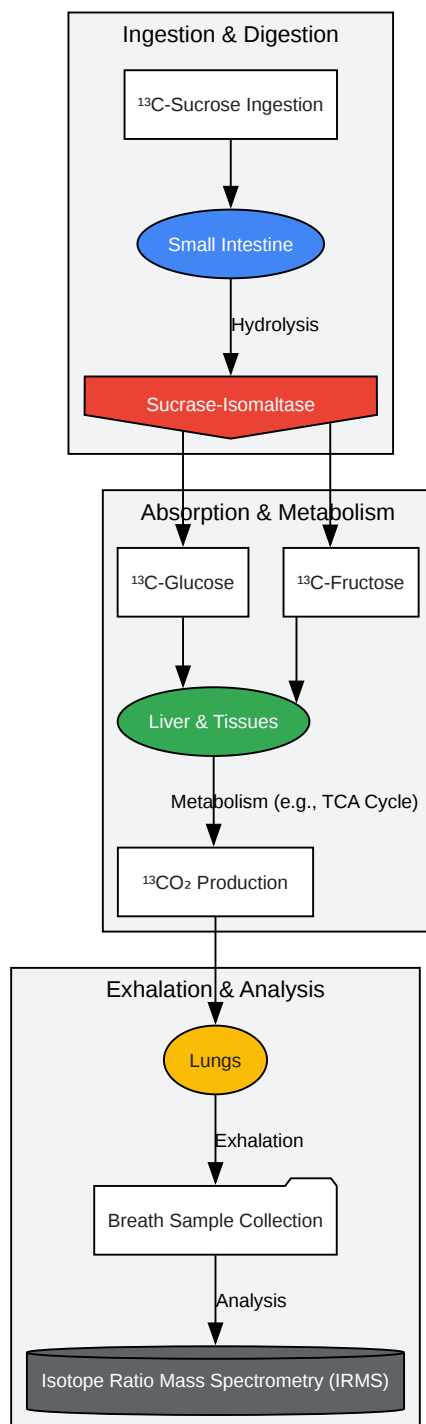 Ingestion & Digestion
¹³C-Sucrose Ingestion
Small Intestine
Hydrolysis
Sucrase-Isomaltase
Absorption & Metabolism
¹³C-Glucose
¹³C-Fructose
Liver & Tissues
Metabolism (e.g., TCA Cycle)
¹³CO₂ Production
Exhalation & Analysis
Lungs
Exhalation
Breath Sample Collection
Analysis
Isotope Ratio Mass Spectrometry (IRMS)